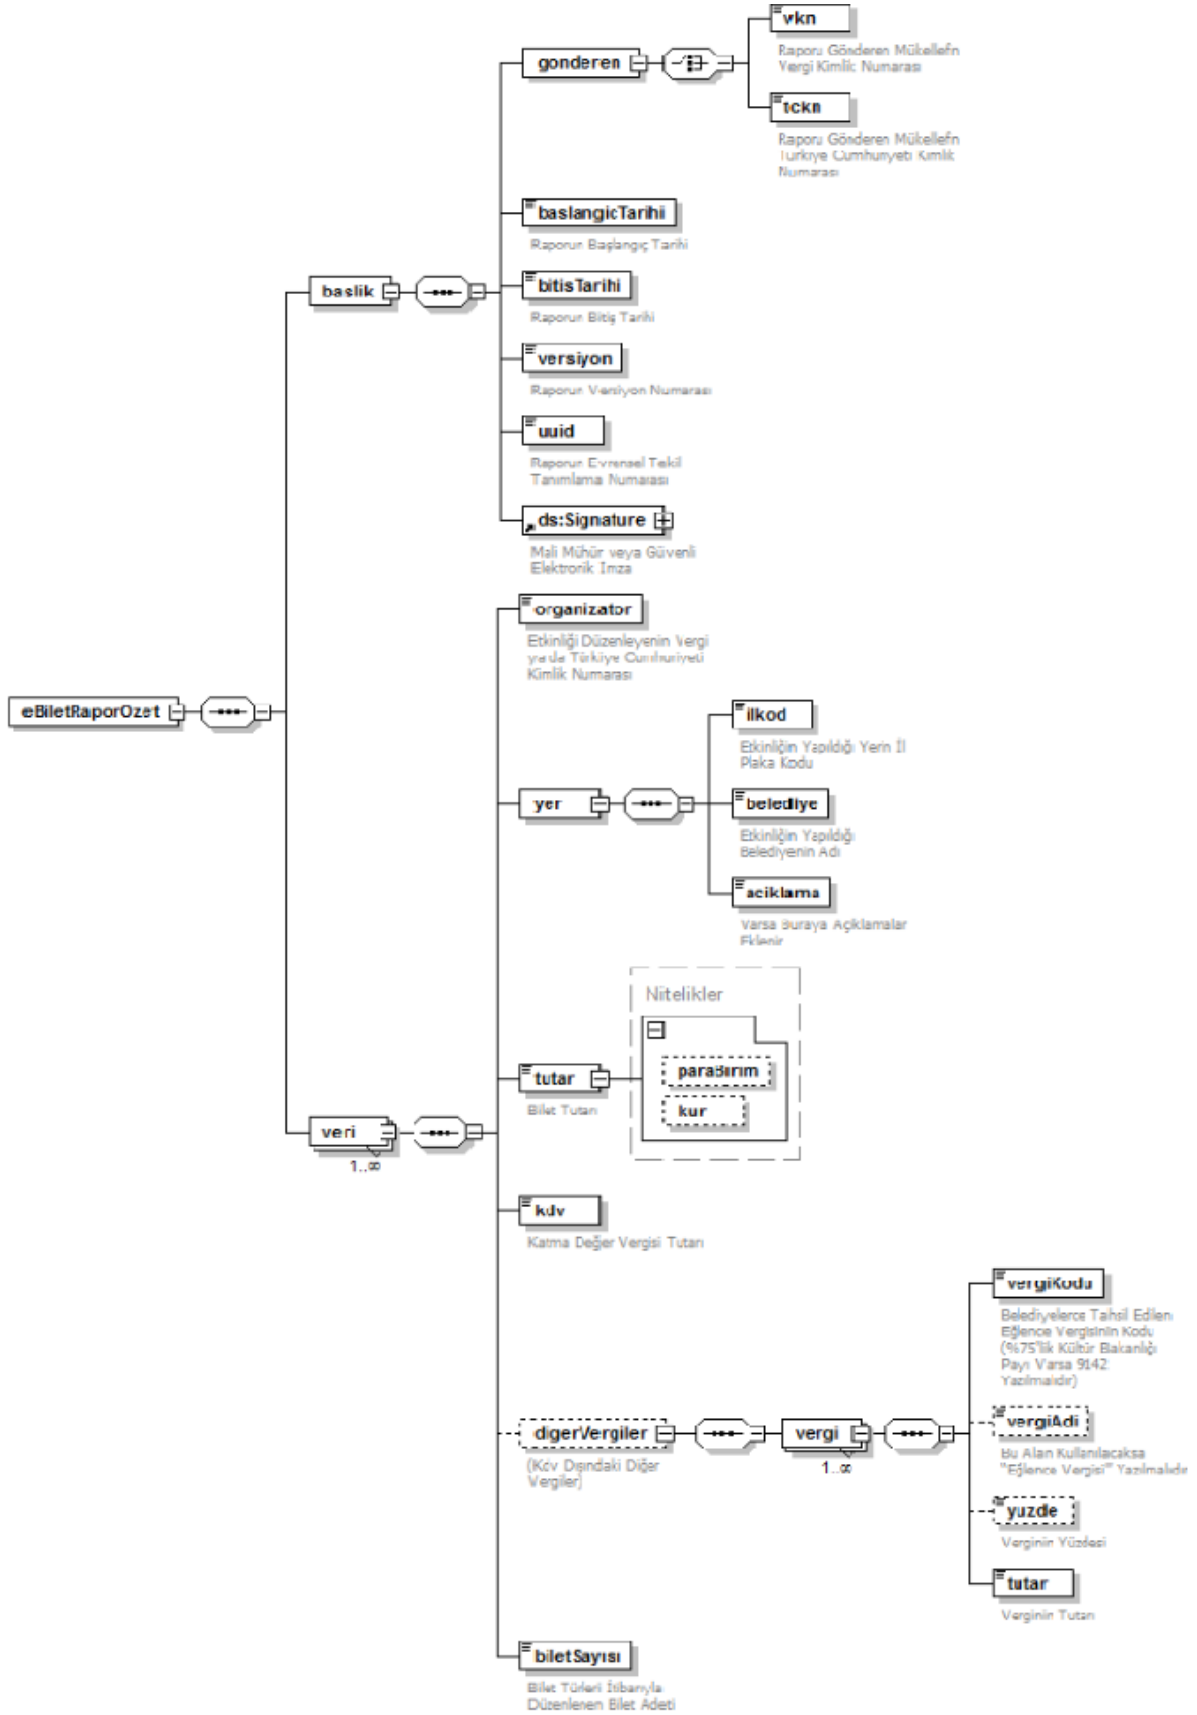 vkn
Raporu Gönderen Mükellefin
Vergi Kimlik Numarası
gonderen
tckn
Raporu Gönderen Mükellefin
Türkiye Cumhuriyeti Kimlik
Numarası
baslangicTarihi
Raporun Başlangıç Tarihi
baslik
bitisTarihi
Raporun Bitiş Tarihi
versiyon
Raporun Versiyon Numarası
uuid
Raporun Evrensel Tekil
Tanımlama Numarası
ds:Signature
Mali Mühür veya Güvenli
Elektronik İmza
organizator
Etkinliği Düzenleyenin Vergi
ya da Türkiye Cumhuriyeti
Kimlik Numarası
eBiletRaporOzet
ilkod
Etkinliğin Yapıldığı Yerin İl
Plaka Kodu
yer
belediye
Etkinliğin Yapıldığı
Belediyenin Adı
aciklama
Varsa Buraya Açıklamalar
Eklenir
Nitelikler
tutar
paraBirim
Bilet Tutarı
kur
veri
1..∞
kdv
Katma Değer Vergisi Tutarı
vergiKodu
Belediyelerce Tahsil Edilen
Eğlence Vergisinin Kodu
(%75'lik Kültür Bakanlığı
Payı Varsa 9142
Yazılmalıdır)
digerVergiler
vergi
vergiAdi
(Kdv Dışındaki Diğer
Vergiler)
1..∞
Bu Alan Kullanılacaksa
"Eğlence Vergisi" Yazılmalıdır
yuzde
Verginin Yüzdesi
tutar
Verginin Tutarı
biletSayısı
Bilet Türleri İtibarıyla
Düzenlenen Bilet Adeti